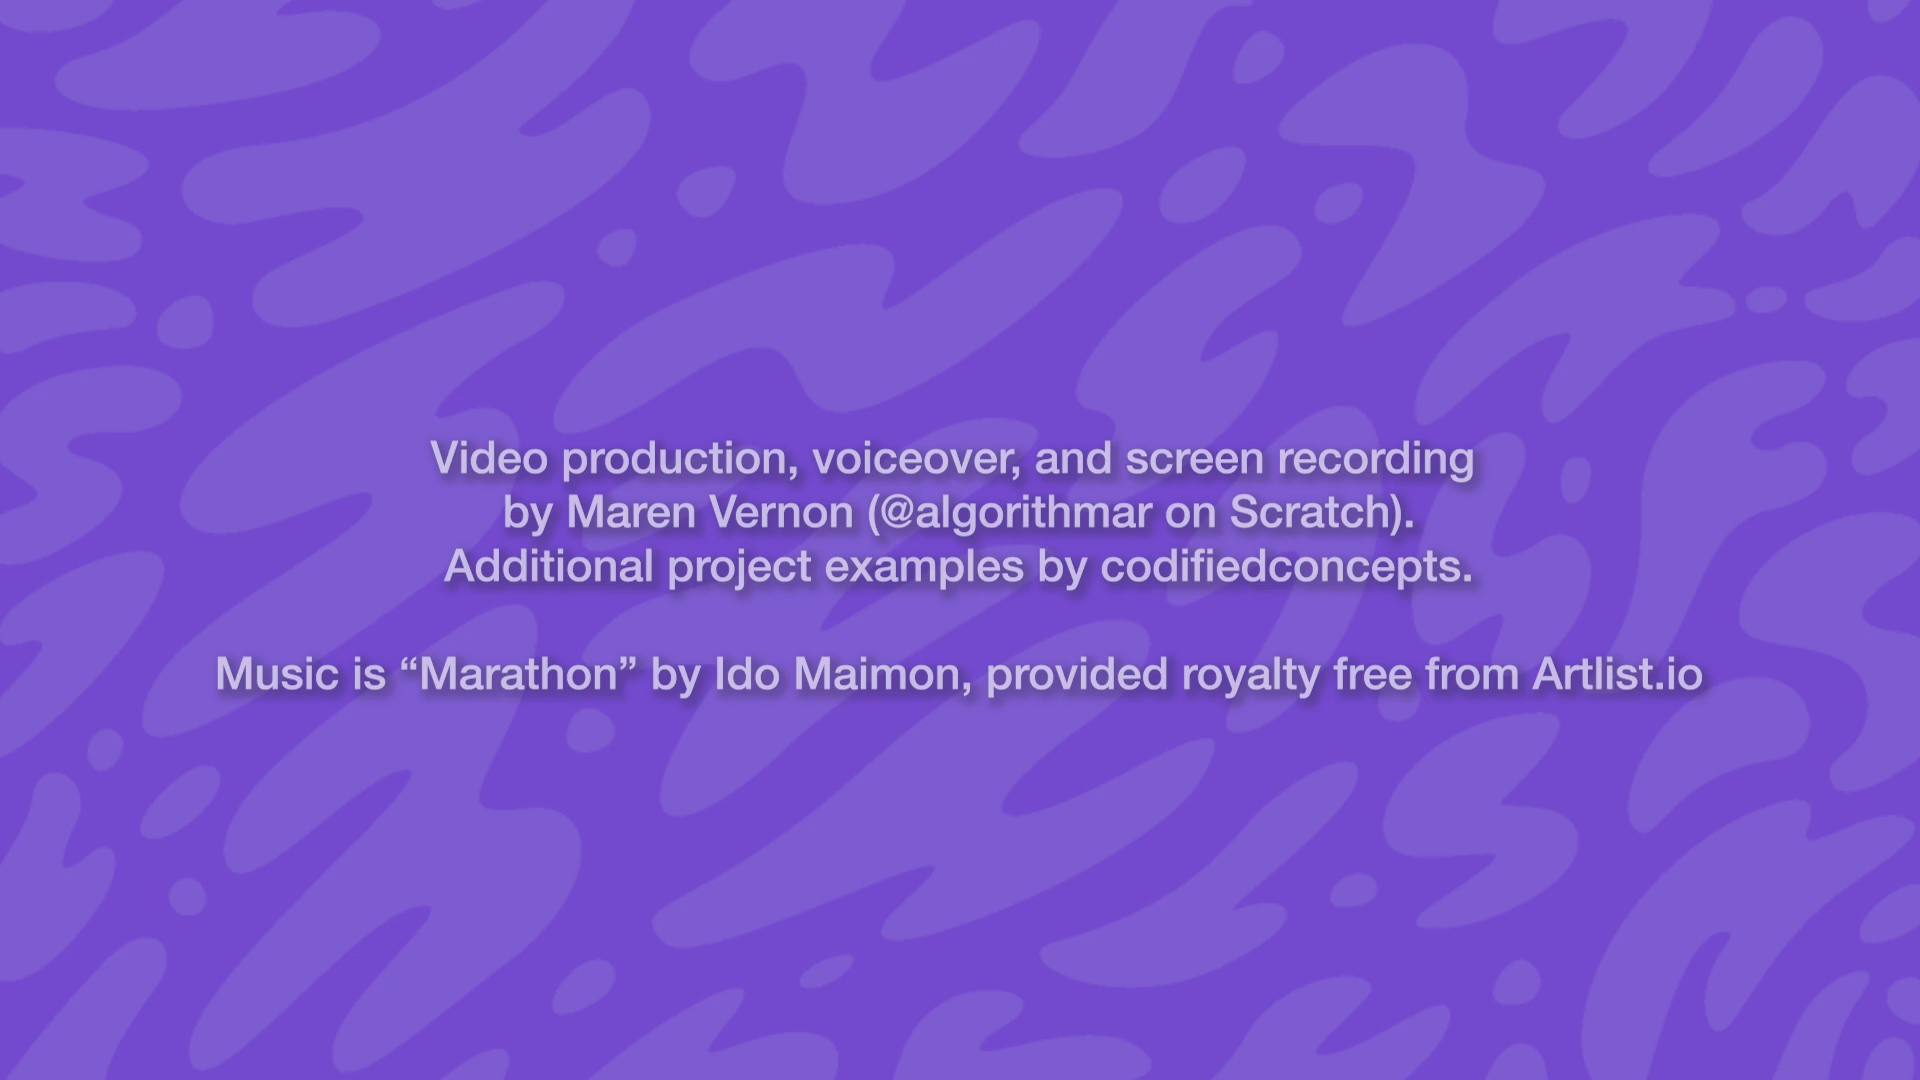 Video production, voiceover, and screen recording
by Maren Vernon (@algorithmar on Scratch).
Additional project examples by codifiedconcepts.
Music is “Marathon” by Ido Maimon, provided royalty free from Artlist.io